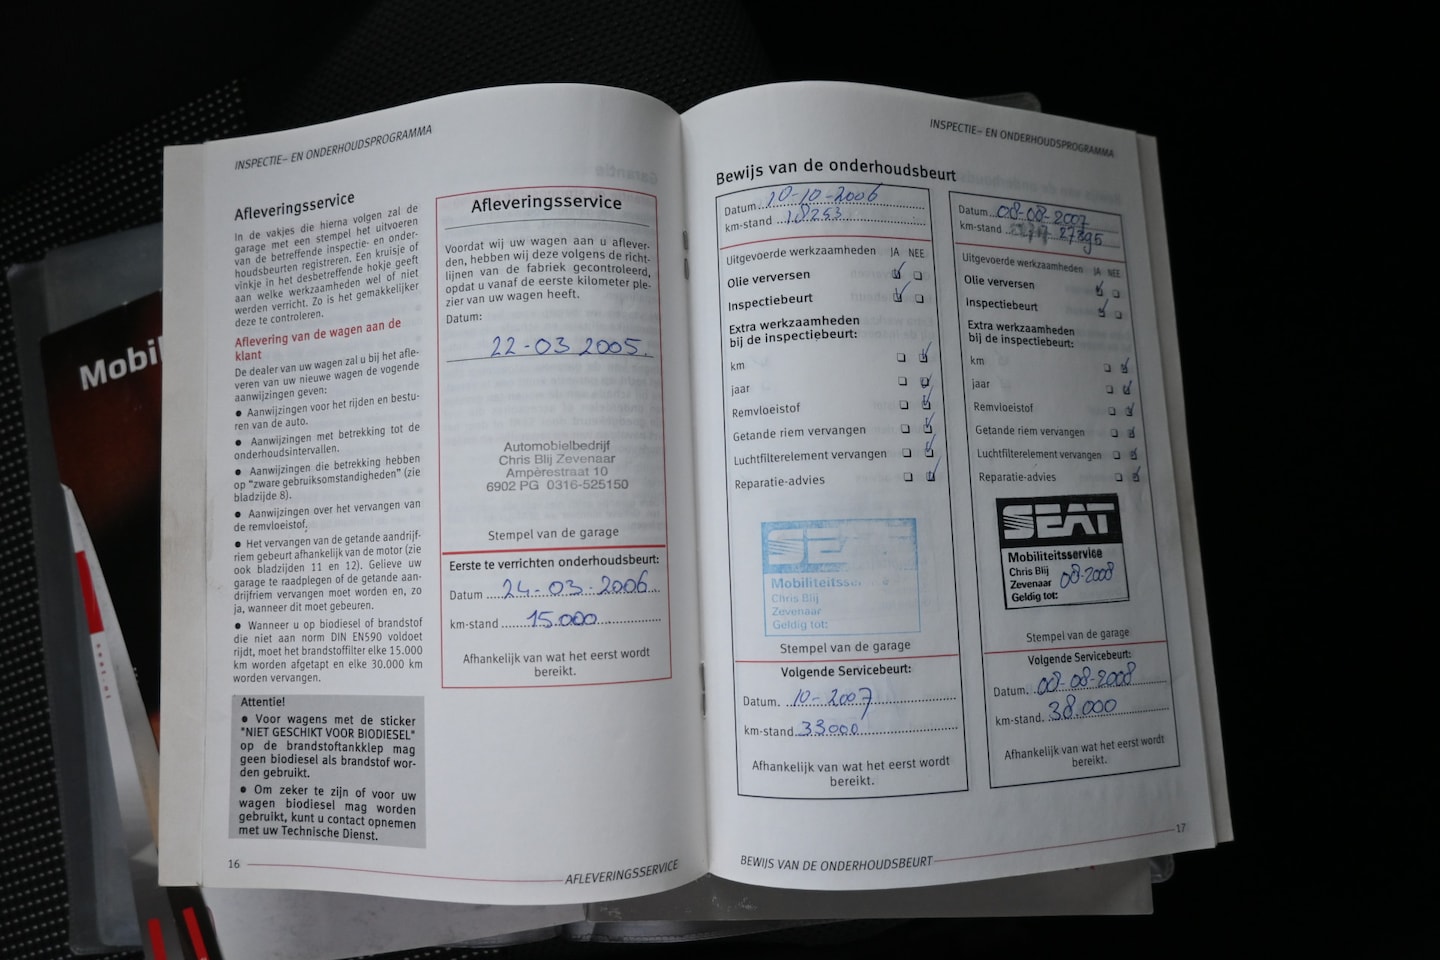 INSPECTIE- EN ONDERHOUDSPROGRAMMA
Afleveringsservice
In de vakjes die hierna volgen zal de
garage met een stempel het uitvoeren
van de betreffende inspectie- en onder-
houdsbeurten registreren. Een kruisje of
vinkje in het desbetreffende hokje geeft
aan welke werkzaamheden wel of niet
werden verricht. Zo is het gemakkelijker
deze te controleren.
Aflevering van de wagen aan de
klant
De dealer van uw wagen zal u bij het afle-
veren van uw nieuwe wagen de vogende
aanwijzingen geven:
● Aanwijzingen voor het rijden en bestu-
ren van de auto.
● Aanwijzingen met betrekking tot de
onderhoudsintervallen.
● Aanwijzingen die betrekking hebben
op "zware gebruiksomstandigheden" (zie
bladzijde 8).
● Aanwijzingen over het vervangen van
de remvloeistof.
● Het vervangen van de getande aandrijf-
riem gebeurt afhankelijk van de motor (zie
ook bladzijden 11 en 12). Gelieve uw
garage te raadplegen of de getande aan-
drijfriem vervangen moet worden en, zo
ja, wanneer dit moet gebeuren.
● Wanneer u op biodiesel of brandstof
die niet aan norm DIN EN590 voldoet
rijdt, moet het brandstoffilter elke 15.000
km worden afgetapt en elke 30.000 km
worden vervangen.
Attentie!
● Voor wagens met de sticker
"NIET GESCHIKT VOOR BIODIESEL"
op de brandstoftankklep mag
geen biodiesel als brandstof wor-
den gebruikt.
● Om zeker te zijn of voor uw
wagen biodiesel mag worden
gebruikt, kunt u contact opnemen
met uw Technische Dienst.
16
Afleveringsservice
Voordat wij uw wagen aan u aflever-
den, hebben wij deze volgens de richt-
lijnen van de fabriek gecontroleerd,
opdat u vanaf de eerste kilometer ple-
zier van uw wagen heeft.
Datum:
22-03 2005.
Automobielbedrijf
Chris Blij Zevenaar
Ampèrestraat 10
6902 PG 0316-525150
Stempel van de garage
Eerste te verrichten onderhoudsbeurt:
Datum 24-03-2006
km-stand 15.000
Afhankelijk van wat het eerst wordt
bereikt.
AFLEVERINGSSERVICE
INSPECTIE- EN ONDERHOUDSPROGRAMMA
Bewijs van de onderhoudsbeurt
Datum 10-10-2006
km-stand 18253
Uitgevoerde werkzaamheden JA NEE
Olie verversen
Inspectiebeurt
Extra werkzaamheden
bij de inspectiebeurt:
km
jaar
Remvloeistof
Getande riem vervangen
Luchtfilterelement vervangen
Reparatie-advies
SEAT
Mobiliteitss...
Chris Blij
Zevenaar
Geldig tot:
Stempel van de garage
Volgende Servicebeurt:
Datum. 10-2007
km-stand 33000
Afhankelijk van wat het eerst wordt
bereikt.
Datum 08-08-2007
km-stand 27395
Uitgevoerde werkzaamheden JA NEE
Olie verversen
Inspectiebeurt
Extra werkzaamheden
bij de inspectiebeurt:
km
jaar
Remvloeistof
Getande riem vervangen
Luchtfilterelement vervangen
Reparatie-advies
SEAT
Mobiliteitsservice
Chris Blij
Zevenaar 08-2008
Geldig tot:
Stempel van de garage
Volgende Servicebeurt:
Datum. 08-08-2008
km-stand. 38.000
Afhankelijk van wat het eerst wordt
bereikt.
BEWIJS VAN DE ONDERHOUDSBEURT
17
Mobil